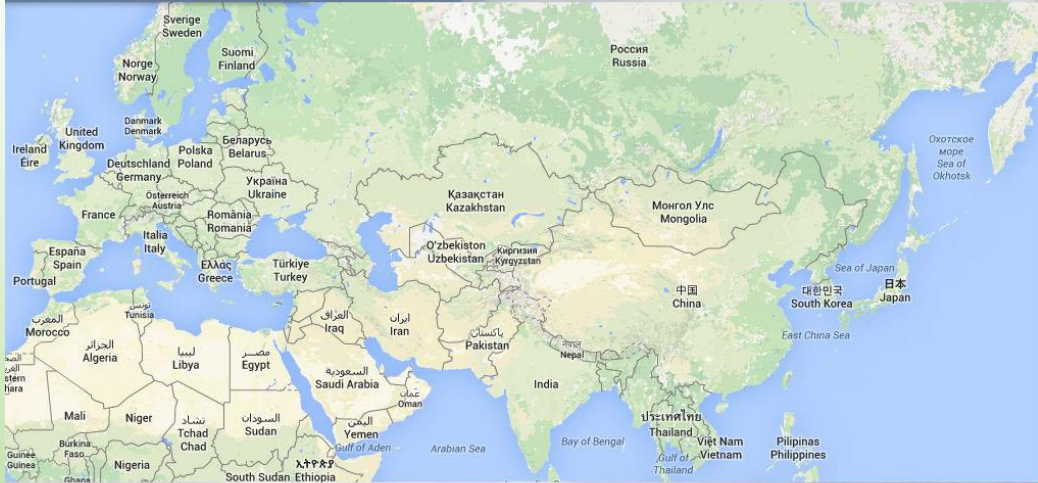 Sverige
Sweden
Suomi
Finland
Norge
Norway
Россия
Russia
Danmark
Denmark
United
Kingdom
Ireland
Éire
Беларусь
Belarus
Polska
Poland
Deutschland
Germany
Україна
Ukraine
Österreich
Austria
France
România
Romania
Italia
Italy
España
Spain
Portugal
Ελλάς
Greece
Türkiye
Turkey
Қазақстан
Kazakhstan
Монгол Улс
Mongolia
Охотское
море
Sea of
Okhotsk
O'zbekiston
Uzbekistan
Киргизия
Kyrgyzstan
中国
China
Sea of Japan
日本
Japan
대한민국
South Korea
East China Sea
تونس
Tunisia
المغرب
Morocco
الجزائر
Algeria
ليبيا
Libya
مصر
Egypt
العراق
Iraq
ایران
Iran
پاکستان
Pakistan
नेपाल
Nepal
India
السعودية
Saudi Arabia
عمان
Oman
اليمن
Yemen
Gulf of Aden
Arabian Sea
Bay of Bengal
ประเทศไทย
Thailand
Gulf of
Thailand
Việt Nam
Vietnam
Pilipinas
Philippines
Mali
Niger
تشاد
Tchad
Chad
السودان
Sudan
Burkina
Faso
Guinée
Guinea
Nigeria
Ghana
South Sudan
ኢትዮጵያ
Ethiopia